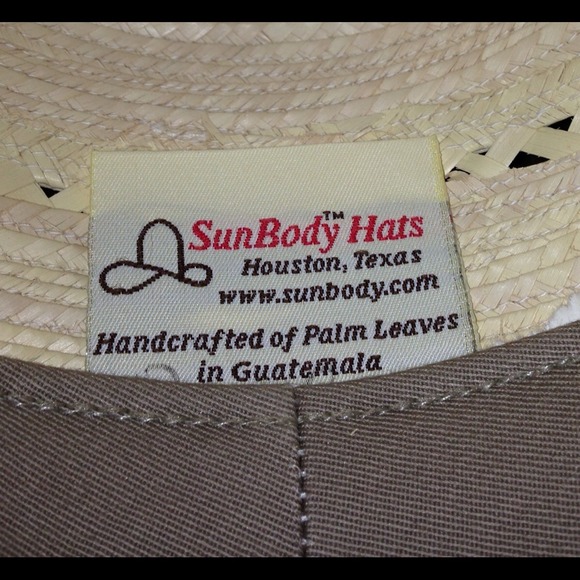 SunBody™ Hats
Houston, Texas
www.sunbody.com
Handcrafted of Palm Leaves
in Guatemala